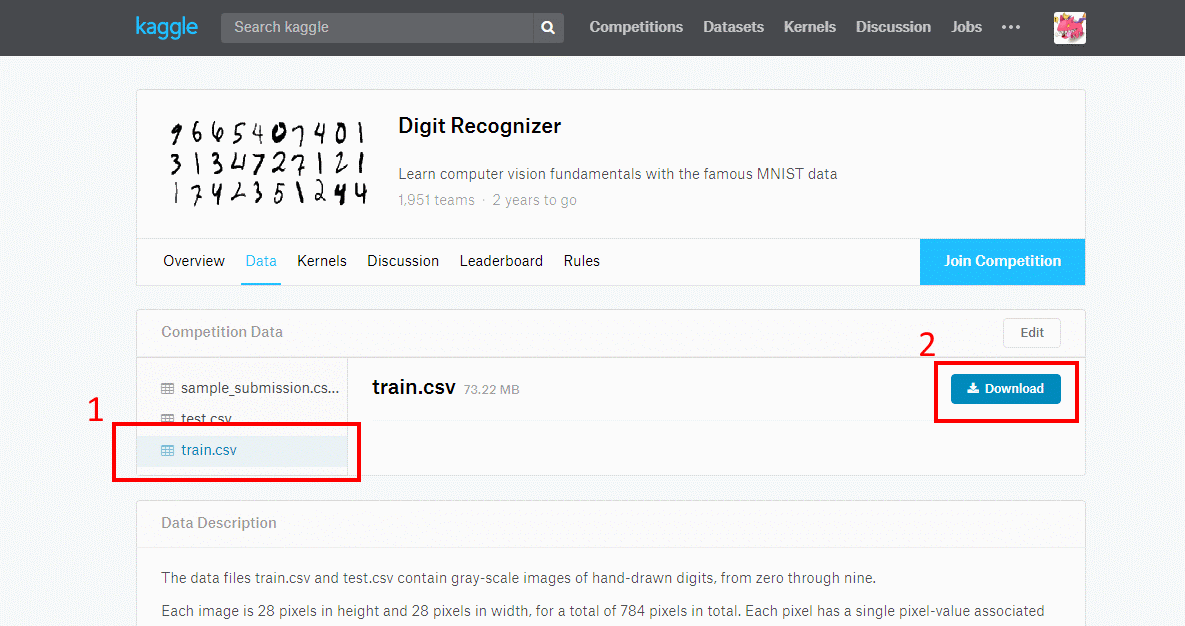 kaggle
Search kaggle
Competitions Datasets Kernels Discussion Jobs •••
9 6 6 5 4 0 7 4 0 1
3 1 3 4 7 2 7 1 2 1
1 7 4 2 3 5 1 2 4 4
Digit Recognizer
Learn computer vision fundamentals with the famous MNIST data
1,951 teams · 2 years to go
Overview Data Kernels Discussion Leaderboard Rules
Join Competition
Competition Data
Edit
2
sample_submission.cs...
train.csv 73.22 MB
Download
1
test.csv
train.csv
Data Description
The data files train.csv and test.csv contain gray-scale images of hand-drawn digits, from zero through nine.
Each image is 28 pixels in height and 28 pixels in width, for a total of 784 pixels in total. Each pixel has a single pixel-value associated